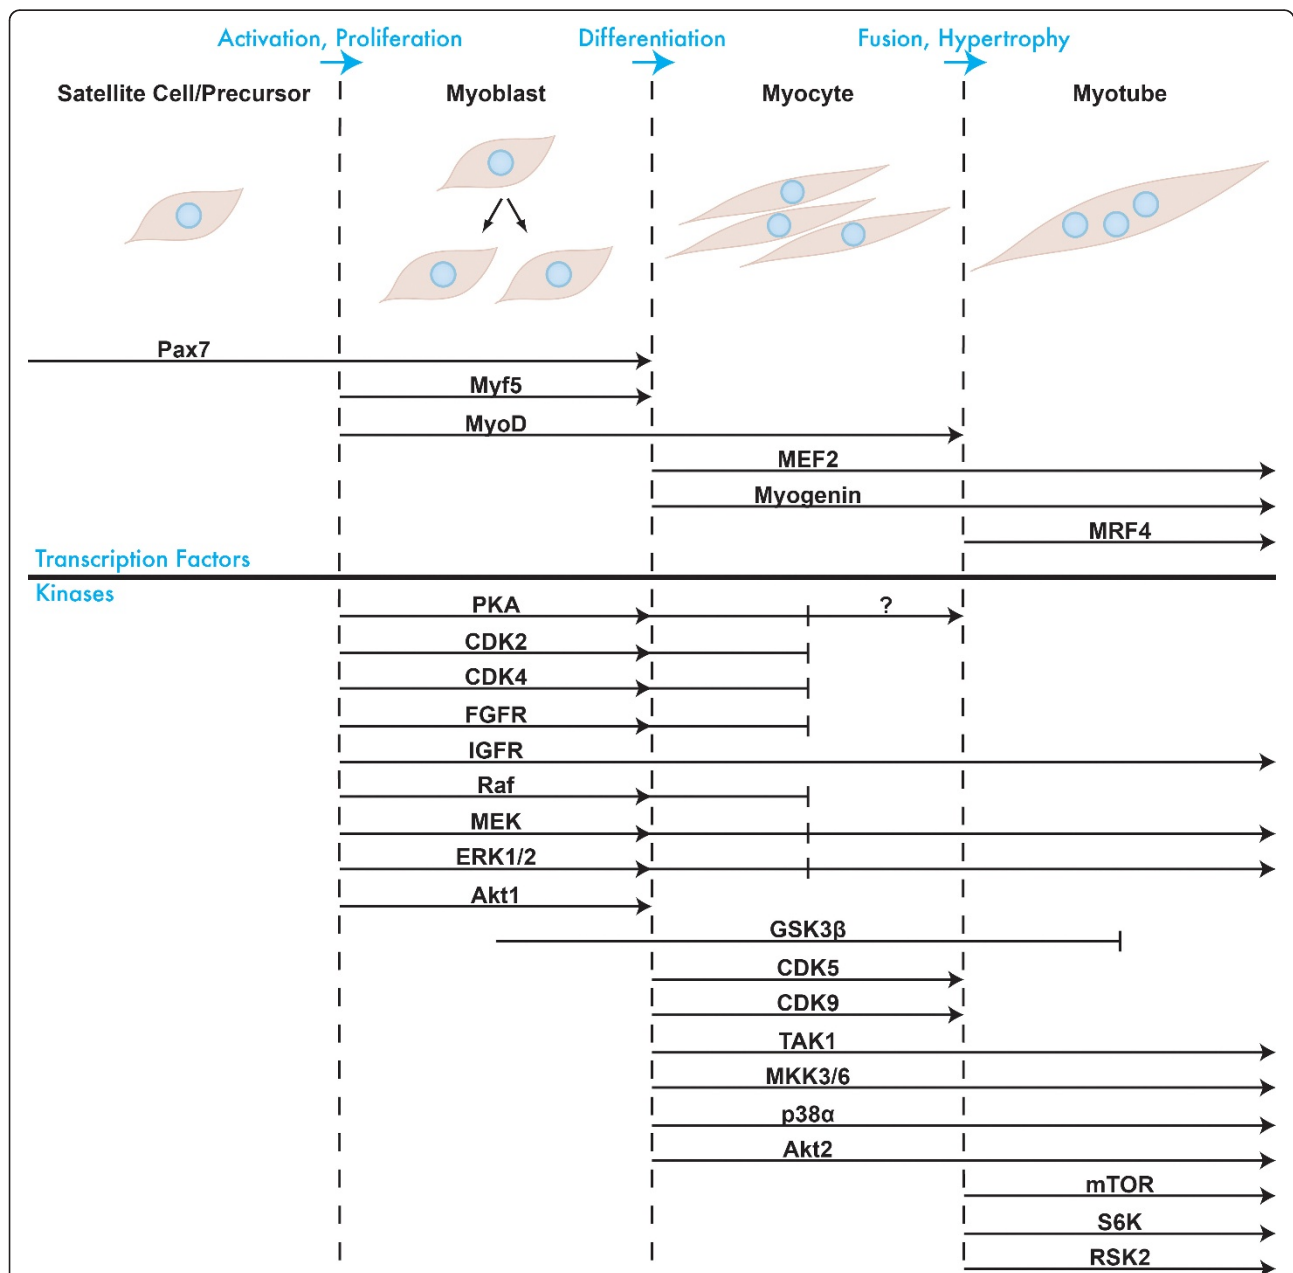 Activation, Proliferation Differentiation Fusion, Hypertrophy
Satellite Cell/Precursor Myoblast Myocyte Myotube
Pax7
Myf5
MyoD
MEF2
Myogenin
MRF4
Transcription Factors
Kinases
PKA ?
CDK2
CDK4
FGFR
IGFR
Raf
MEK
ERK1/2
Akt1
GSK3β
CDK5
CDK9
TAK1
MKK3/6
p38α
Akt2
mTOR
S6K
RSK2